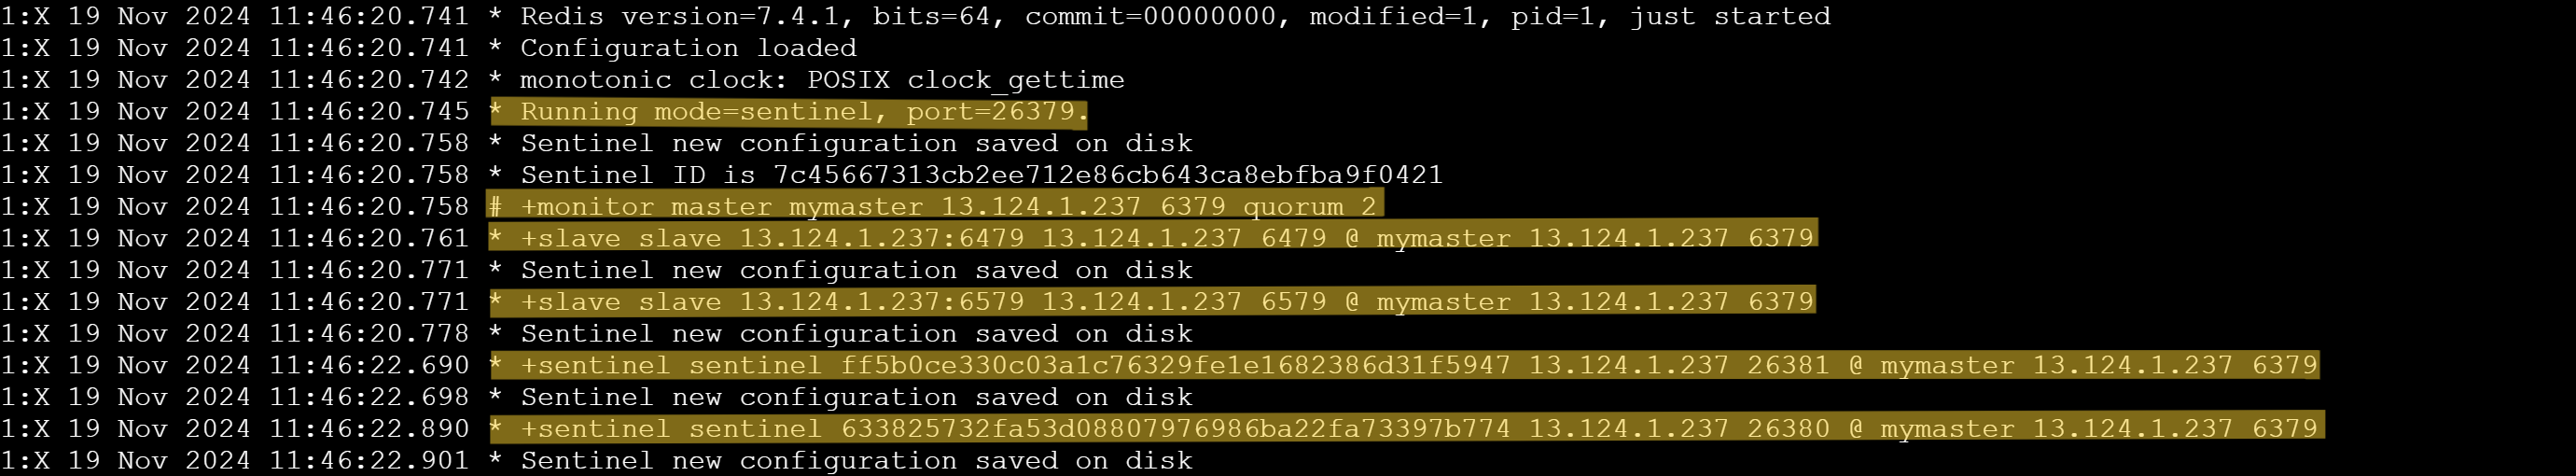 1:X 19 Nov 2024 11:46:20.741 * Redis version=7.4.1, bits=64, commit=00000000, modified=1, pid=1, just started
1:X 19 Nov 2024 11:46:20.741 * Configuration loaded
1:X 19 Nov 2024 11:46:20.742 * monotonic clock: POSIX clock_gettime
1:X 19 Nov 2024 11:46:20.745 * Running mode=sentinel, port=26379.
1:X 19 Nov 2024 11:46:20.758 * Sentinel new configuration saved on disk
1:X 19 Nov 2024 11:46:20.758 * Sentinel ID is 7c45667313cb2ee712e86cb643ca8ebfba9f0421
1:X 19 Nov 2024 11:46:20.758 # +monitor master mymaster 13.124.1.237 6379 quorum 2
1:X 19 Nov 2024 11:46:20.761 * +slave slave 13.124.1.237:6479 13.124.1.237 6479 @ mymaster 13.124.1.237 6379
1:X 19 Nov 2024 11:46:20.771 * Sentinel new configuration saved on disk
1:X 19 Nov 2024 11:46:20.771 * +slave slave 13.124.1.237:6579 13.124.1.237 6579 @ mymaster 13.124.1.237 6379
1:X 19 Nov 2024 11:46:20.778 * Sentinel new configuration saved on disk
1:X 19 Nov 2024 11:46:22.690 * +sentinel sentinel ff5b0ce330c03a1c76329fe1e1682386d31f5947 13.124.1.237 26381 @ mymaster 13.124.1.237 6379
1:X 19 Nov 2024 11:46:22.698 * Sentinel new configuration saved on disk
1:X 19 Nov 2024 11:46:22.890 * +sentinel sentinel 633825732fa53d08807976986ba22fa73397b774 13.124.1.237 26380 @ mymaster 13.124.1.237 6379
1:X 19 Nov 2024 11:46:22.901 * Sentinel new configuration saved on disk